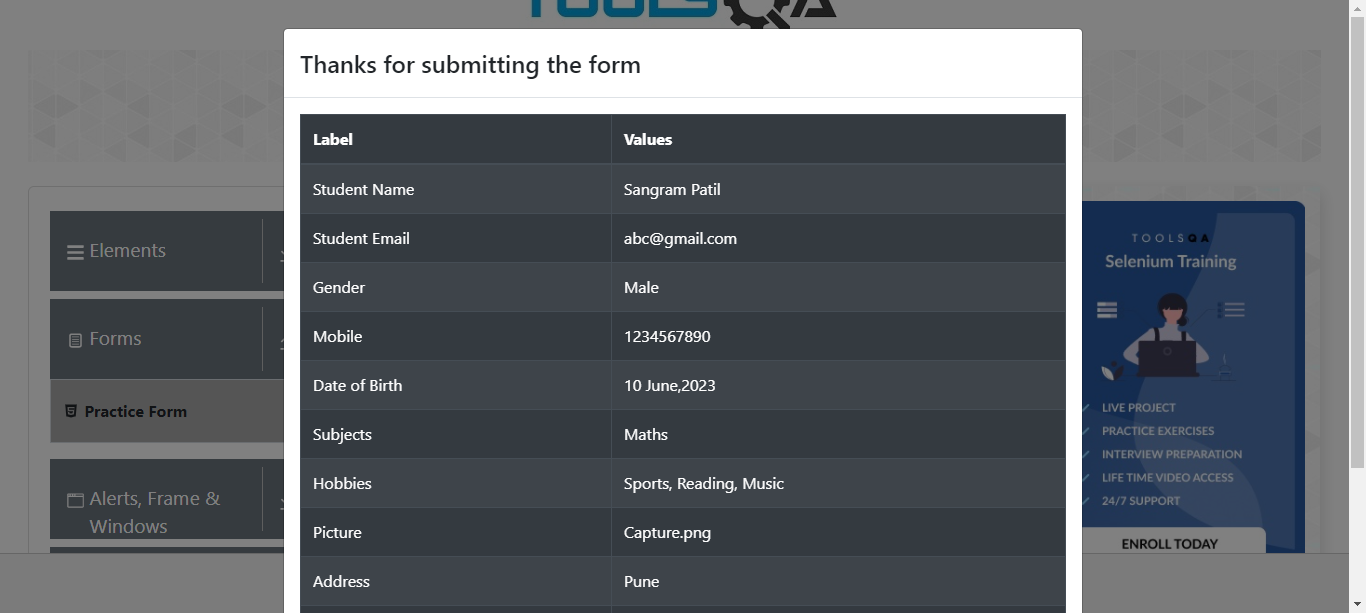 TOOLSQA
Thanks for submitting the form
Label Values
Student Name Sangram Patil
Student Email abc@gmail.com
Gender Male
Mobile 1234567890
Date of Birth 10 June,2023
Subjects Maths
Hobbies Sports, Reading, Music
Picture Capture.png
Address Pune
Elements
Forms
Practice Form
Alerts, Frame &
Windows
TOOLSQA
Selenium Training
LIVE PROJECT
PRACTICE EXERCISES
INTERVIEW PREPARATION
LIFE TIME VIDEO ACCESS
24/7 SUPPORT
ENROLL TODAY